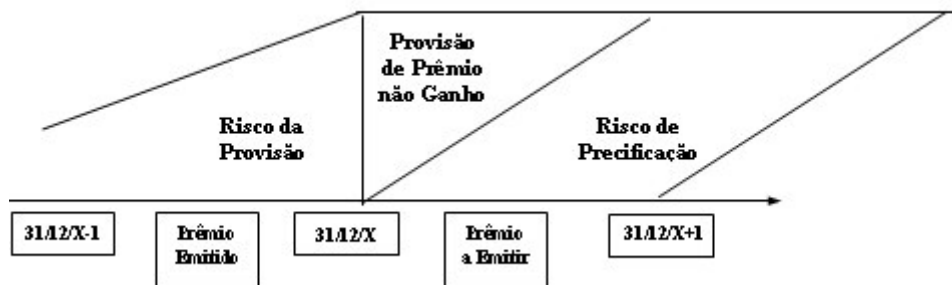 Provisão
de Prêmio
não Ganho
Risco da
Provisão
Risco de
Precificação
31/12/X-1
Prêmio
Emitido
31/12/X
Prêmio
a Emitir
31/12/X+1